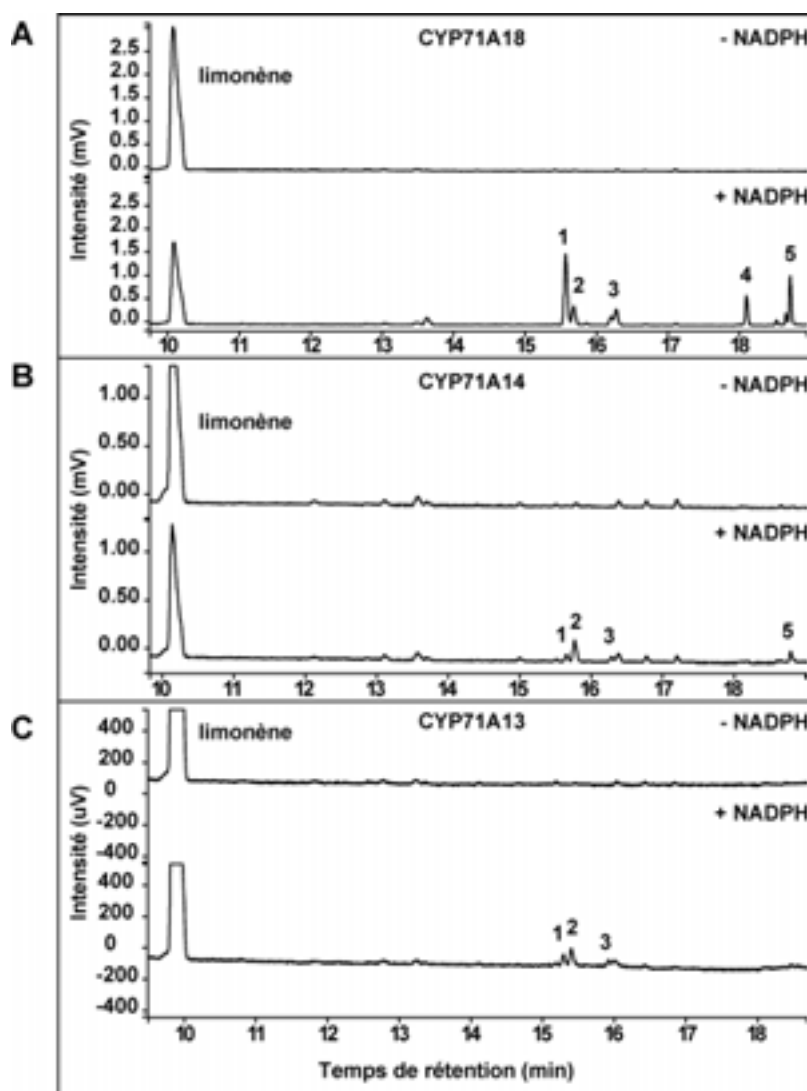 A
CYP71A18
- NADPH
limonène
Intensité (mV)
2.5
2.0
1.5
1.0
0.5
0.0
+ NADPH
2.5
2.0
1.5
1.0
0.5
0.0
1
2
3
4
5
10 11 12 13 14 15 16 17 18
B
CYP71A14
- NADPH
limonène
Intensité (mV)
1.00
0.50
0.00
+ NADPH
1.00
0.50
0.00
1
2
3
5
10 11 12 13 14 15 16 17 18
C
CYP71A13
- NADPH
limonène
Intensité (uV)
400
200
0
-200
-400
+ NADPH
400
200
0
-200
-400
1
2
3
10 11 12 13 14 15 16 17 18
Temps de rétention (min)